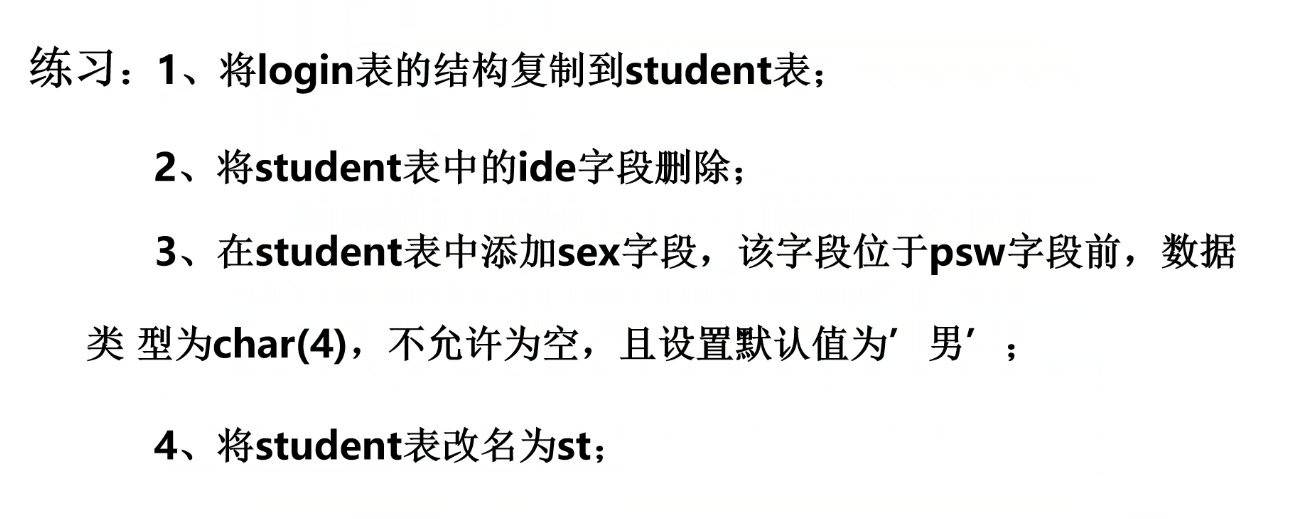 练习：1、将login表的结构复制到student表；
2、将student表中的ide字段删除；
3、在student表中添加sex字段，该字段位于psw字段前，数据
类 型为char(4)，不允许为空，且设置默认值为’ 男’ ；
4、将student表改名为st；